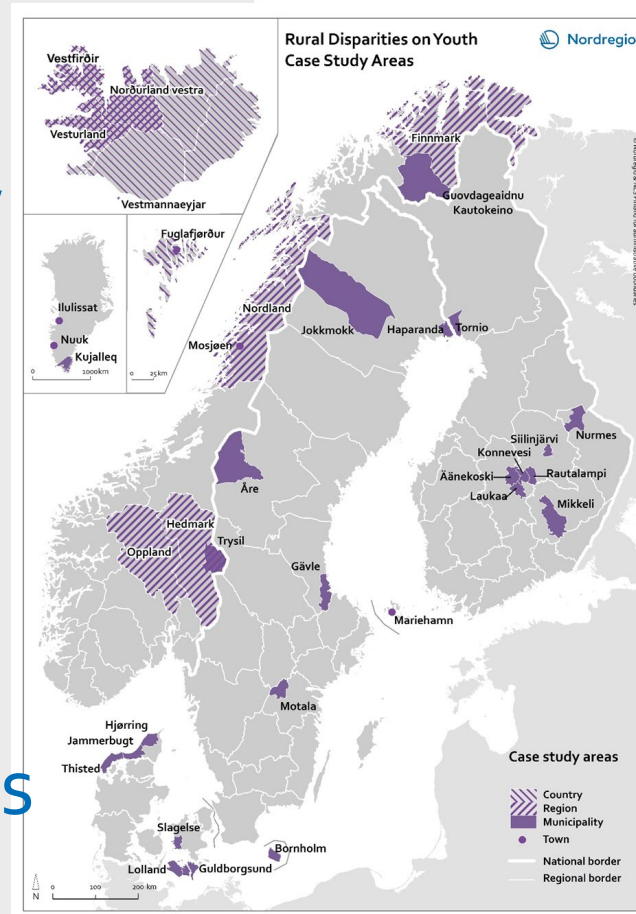 Rural Disparities on Youth
Case Study Areas
Nordregio
Vestfirðir
Norðurland vestra
Vesturland
Vestmannaeyjar
Fuglafjørður
Ilulissat
Nuuk
Kujalleq
0 1000km
0 25km
Finnmark
Guovdageaidnu
Kautokeino
Nordland
Mosjøen
Jokkmokk
Haparanda
Tornio
Nurmes
Siilinjärvi
Konnevesi
Äänekoski
Rautalampi
Laukaa
Mikkeli
Åre
Hedmark
Oppland
Trysil
Gävle
Mariehamn
Motala
Hjørring
Jammerbugt
Thisted
Slagelse
Bornholm
Lolland
Guldborgsund
s
Case study areas
Country
Region
Municipality
Town
National border
Regional border
N
0 100 200 km